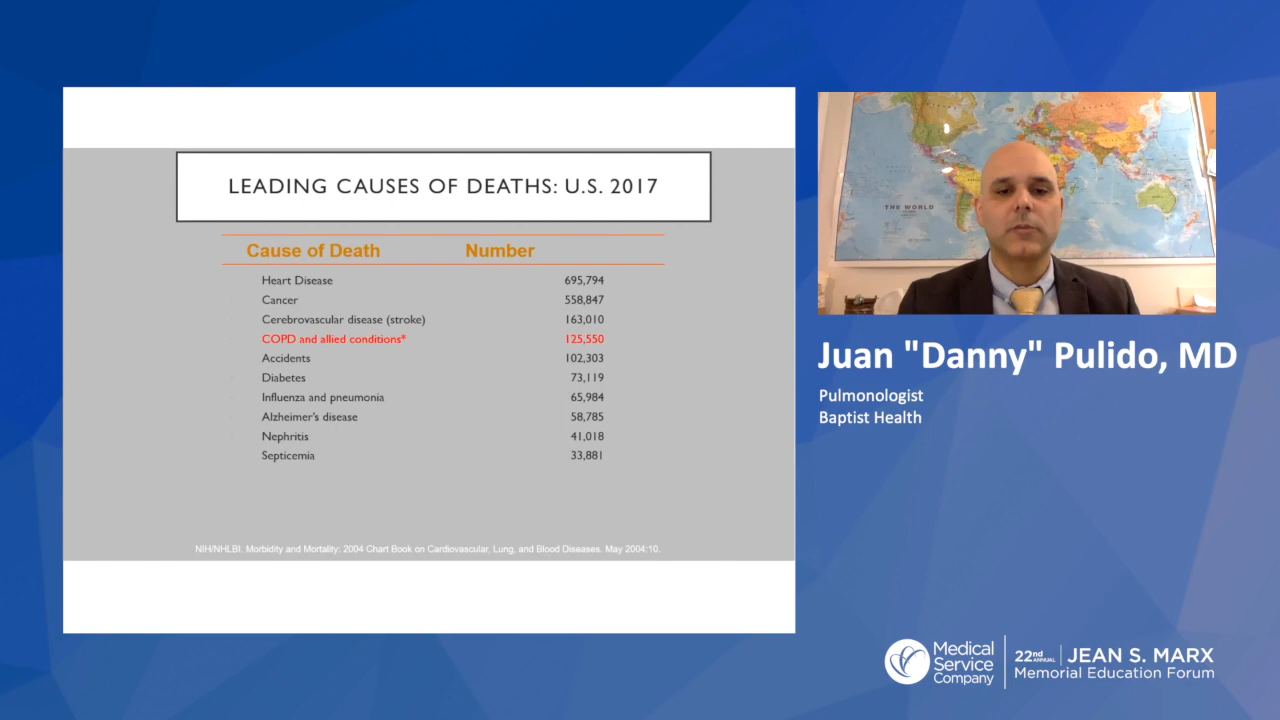 LEADING CAUSES OF DEATHS: U.S. 2017
Cause of Death Number
Heart Disease 695,794
Cancer 558,847
Cerebrovascular disease (stroke) 163,010
COPD and allied conditions* 125,550
Accidents 102,303
Diabetes 73,119
Influenza and pneumonia 65,984
Alzheimer's disease 58,785
Nephritis 41,018
Septicemia 33,881
NIH/NHLBI. Morbidity and Mortality: 2004 Chart Book on Cardiovascular, Lung, and Blood Diseases. May 2004:10.
THE WORLD
Juan "Danny" Pulido, MD
Pulmonologist
Baptist Health
Medical
Service
Company
22nd ANNUAL JEAN S. MARX
Memorial Education Forum